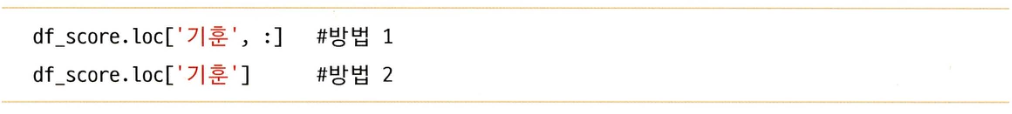 df_score.loc['기훈', :]   #방법 1
df_score.loc['기훈']      #방법 2